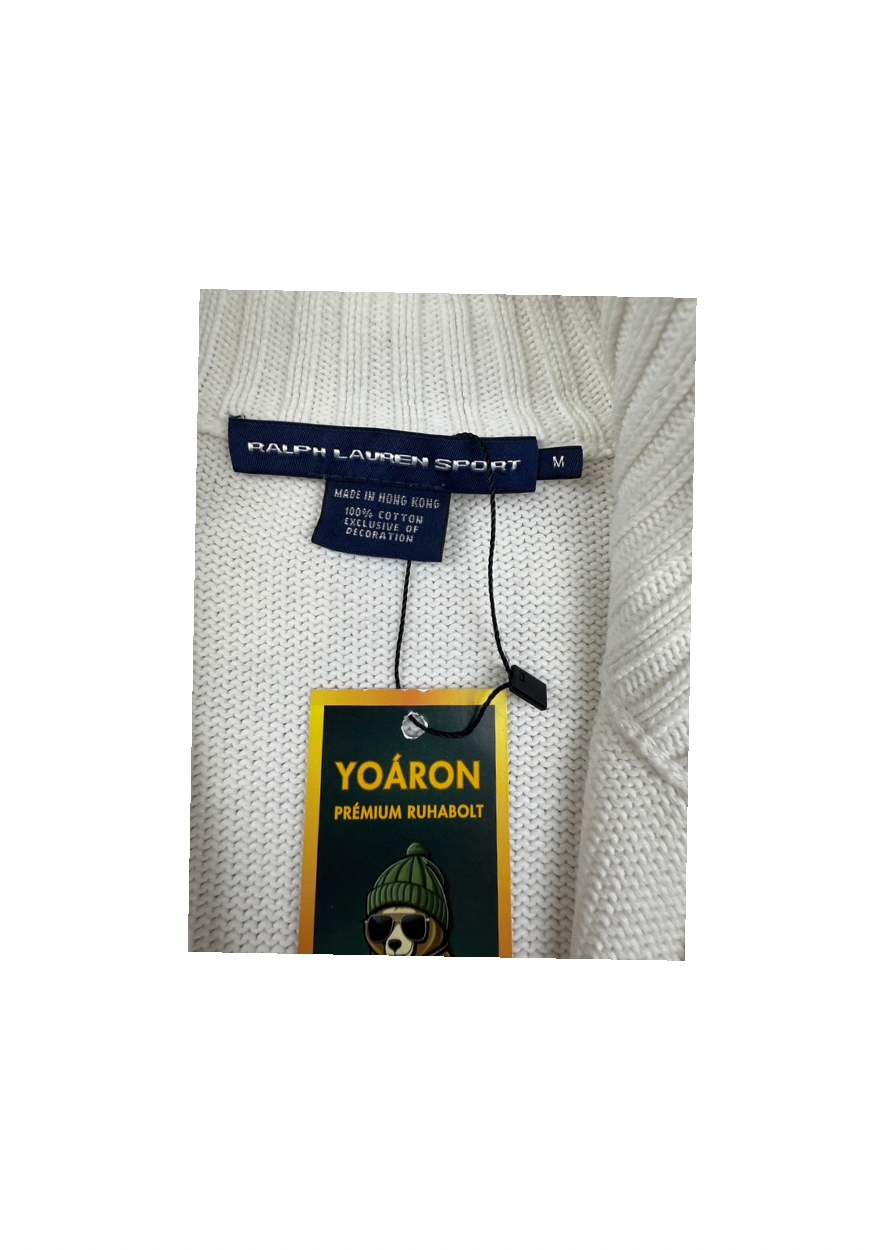 RALPH LAUREN SPORT
M
MADE IN HONG KONG
100% COTTON
EXCLUSIVE OF
DECORATION
YOÁRON
PRÉMIUM RUHABOLT